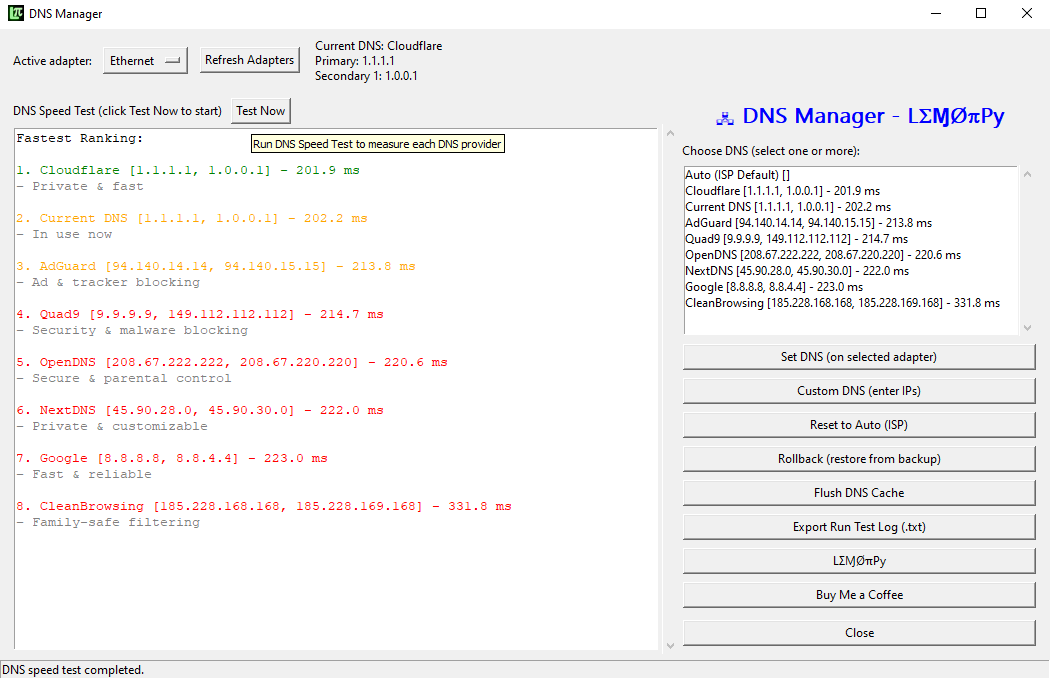 DNS Manager
Active adapter:
Ethernet
Refresh Adapters
Current DNS: Cloudflare
Primary: 1.1.1.1
Secondary 1: 1.0.0.1
DNS Speed Test (click Test Now to start)
Test Now
Run DNS Speed Test to measure each DNS provider
Fastest Ranking:
1. Cloudflare [1.1.1.1, 1.0.0.1] - 201.9 ms
- Private & fast
2. Current DNS [1.1.1.1, 1.0.0.1] - 202.2 ms
- In use now
3. AdGuard [94.140.14.14, 94.140.15.15] - 213.8 ms
- Ad & tracker blocking
4. Quad9 [9.9.9.9, 149.112.112.112] - 214.7 ms
- Security & malware blocking
5. OpenDNS [208.67.222.222, 208.67.220.220] - 220.6 ms
- Secure & parental control
6. NextDNS [45.90.28.0, 45.90.30.0] - 222.0 ms
- Private & customizable
7. Google [8.8.8.8, 8.8.4.4] - 223.0 ms
- Fast & reliable
8. CleanBrowsing [185.228.168.168, 185.228.169.168] - 331.8 ms
- Family-safe filtering
DNS Manager - LΣɱØπPy
Choose DNS (select one or more):
Auto (ISP Default) []
Cloudflare [1.1.1.1, 1.0.0.1] - 201.9 ms
Current DNS [1.1.1.1, 1.0.0.1] - 202.2 ms
AdGuard [94.140.14.14, 94.140.15.15] - 213.8 ms
Quad9 [9.9.9.9, 149.112.112.112] - 214.7 ms
OpenDNS [208.67.222.222, 208.67.220.220] - 220.6 ms
NextDNS [45.90.28.0, 45.90.30.0] - 222.0 ms
Google [8.8.8.8, 8.8.4.4] - 223.0 ms
CleanBrowsing [185.228.168.168, 185.228.169.168] - 331.8 ms
Set DNS (on selected adapter)
Custom DNS (enter IPs)
Reset to Auto (ISP)
Rollback (restore from backup)
Flush DNS Cache
Export Run Test Log (.txt)
LΣɱØπPy
Buy Me a Coffee
Close
DNS speed test completed.